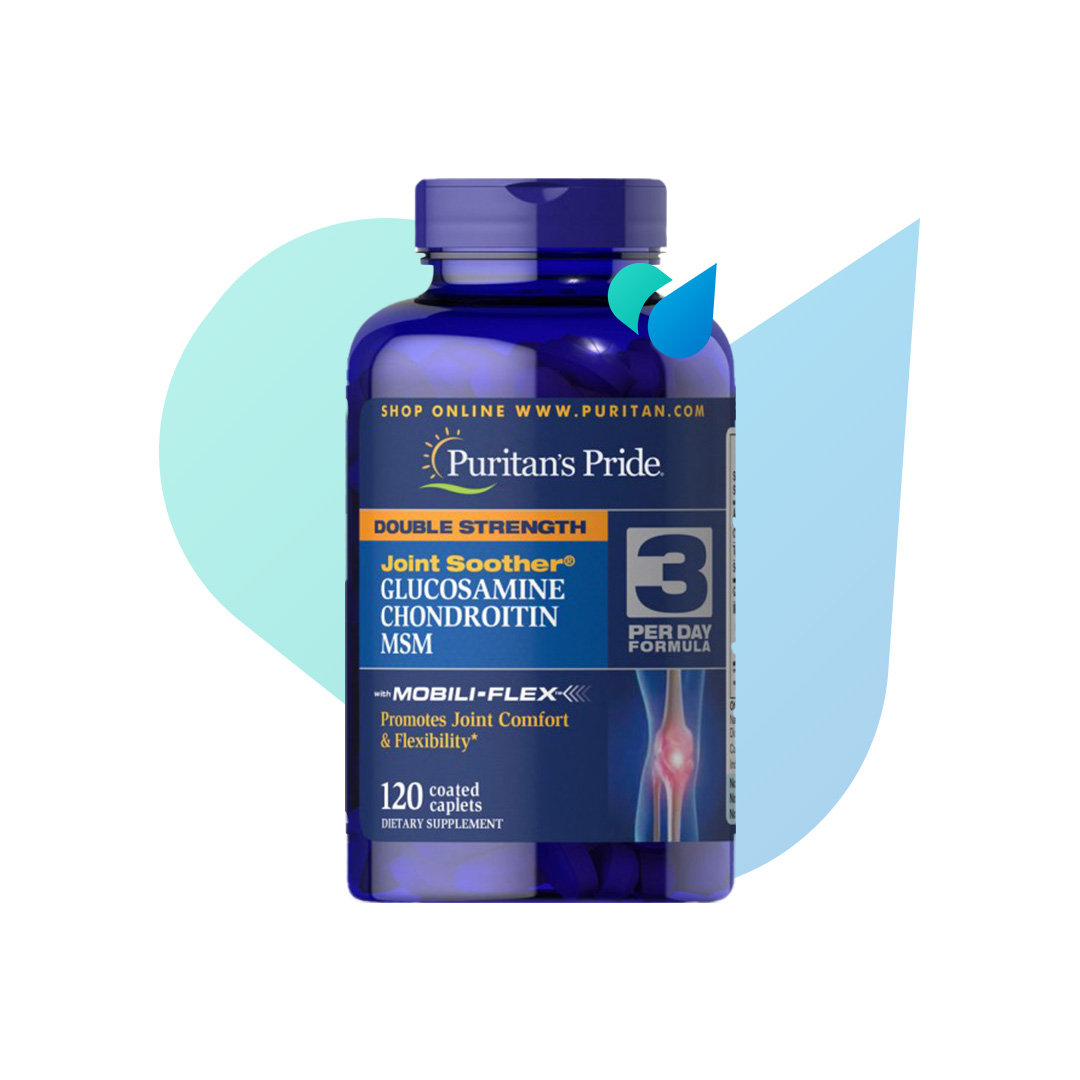 SHOP ONLINE WWW.PURITAN.COM
Puritan's Pride®
DOUBLE STRENGTH
Joint Soother®
GLUCOSAMINE
CHONDROITIN
MSM
3
PER DAY
FORMULA
with MOBILI-FLEX™
Promotes Joint Comfort
& Flexibility*
120 coated
caplets
DIETARY SUPPLEMENT